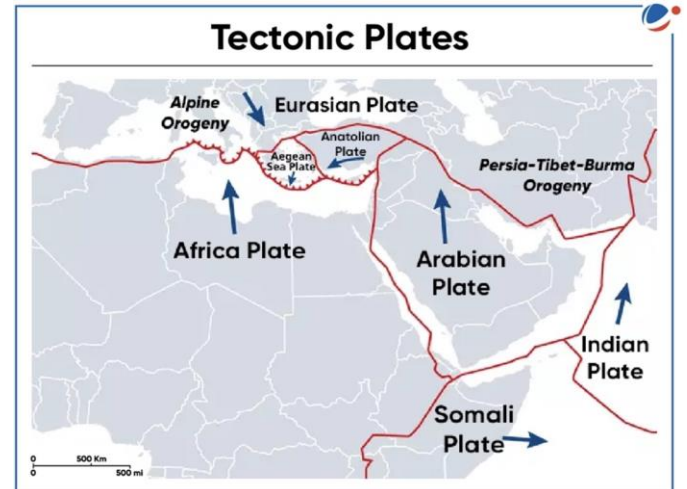 Tectonic Plates
Alpine
Orogeny
Eurasian Plate
Anatolian
Plate
Aegean
Sea Plate
Persia-Tibet-Burma
Orogeny
Africa Plate
Arabian
Plate
Indian
Plate
Somali
Plate
0 500 Km
0 500 mi